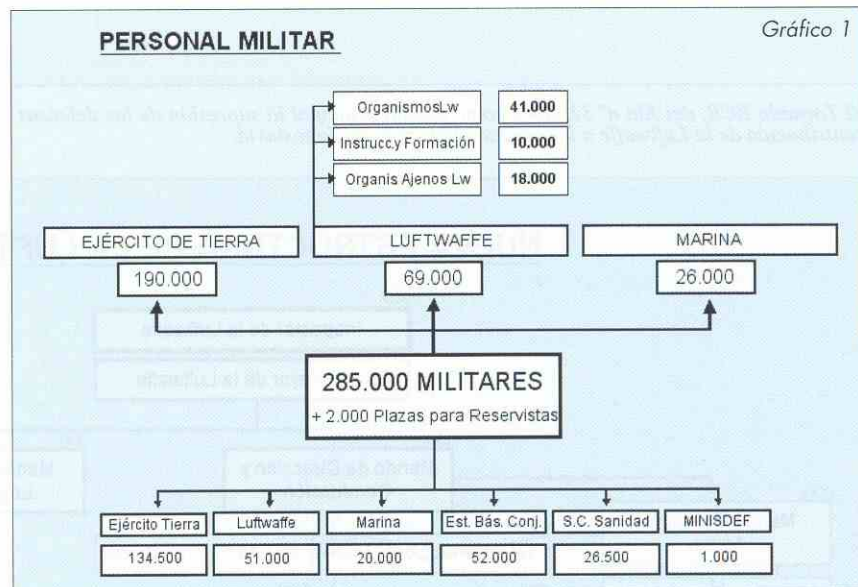 Gráfico 1
PERSONAL MILITAR
OrganismosLw 41.000
Instrucc.y Formación 10.000
Organis Ajenos Lw 18.000
EJÉRCITO DE TIERRA LUFTWAFFE MARINA
190.000 69.000 26.000
285.000 MILITARES
+ 2.000 Plazas para Reservistas
Ejército Tierra Luftwaffe Marina Est. Bás. Conj. S.C. Sanidad MINISDEF
134.500 51.000 20.000 52.000 26.500 1.000